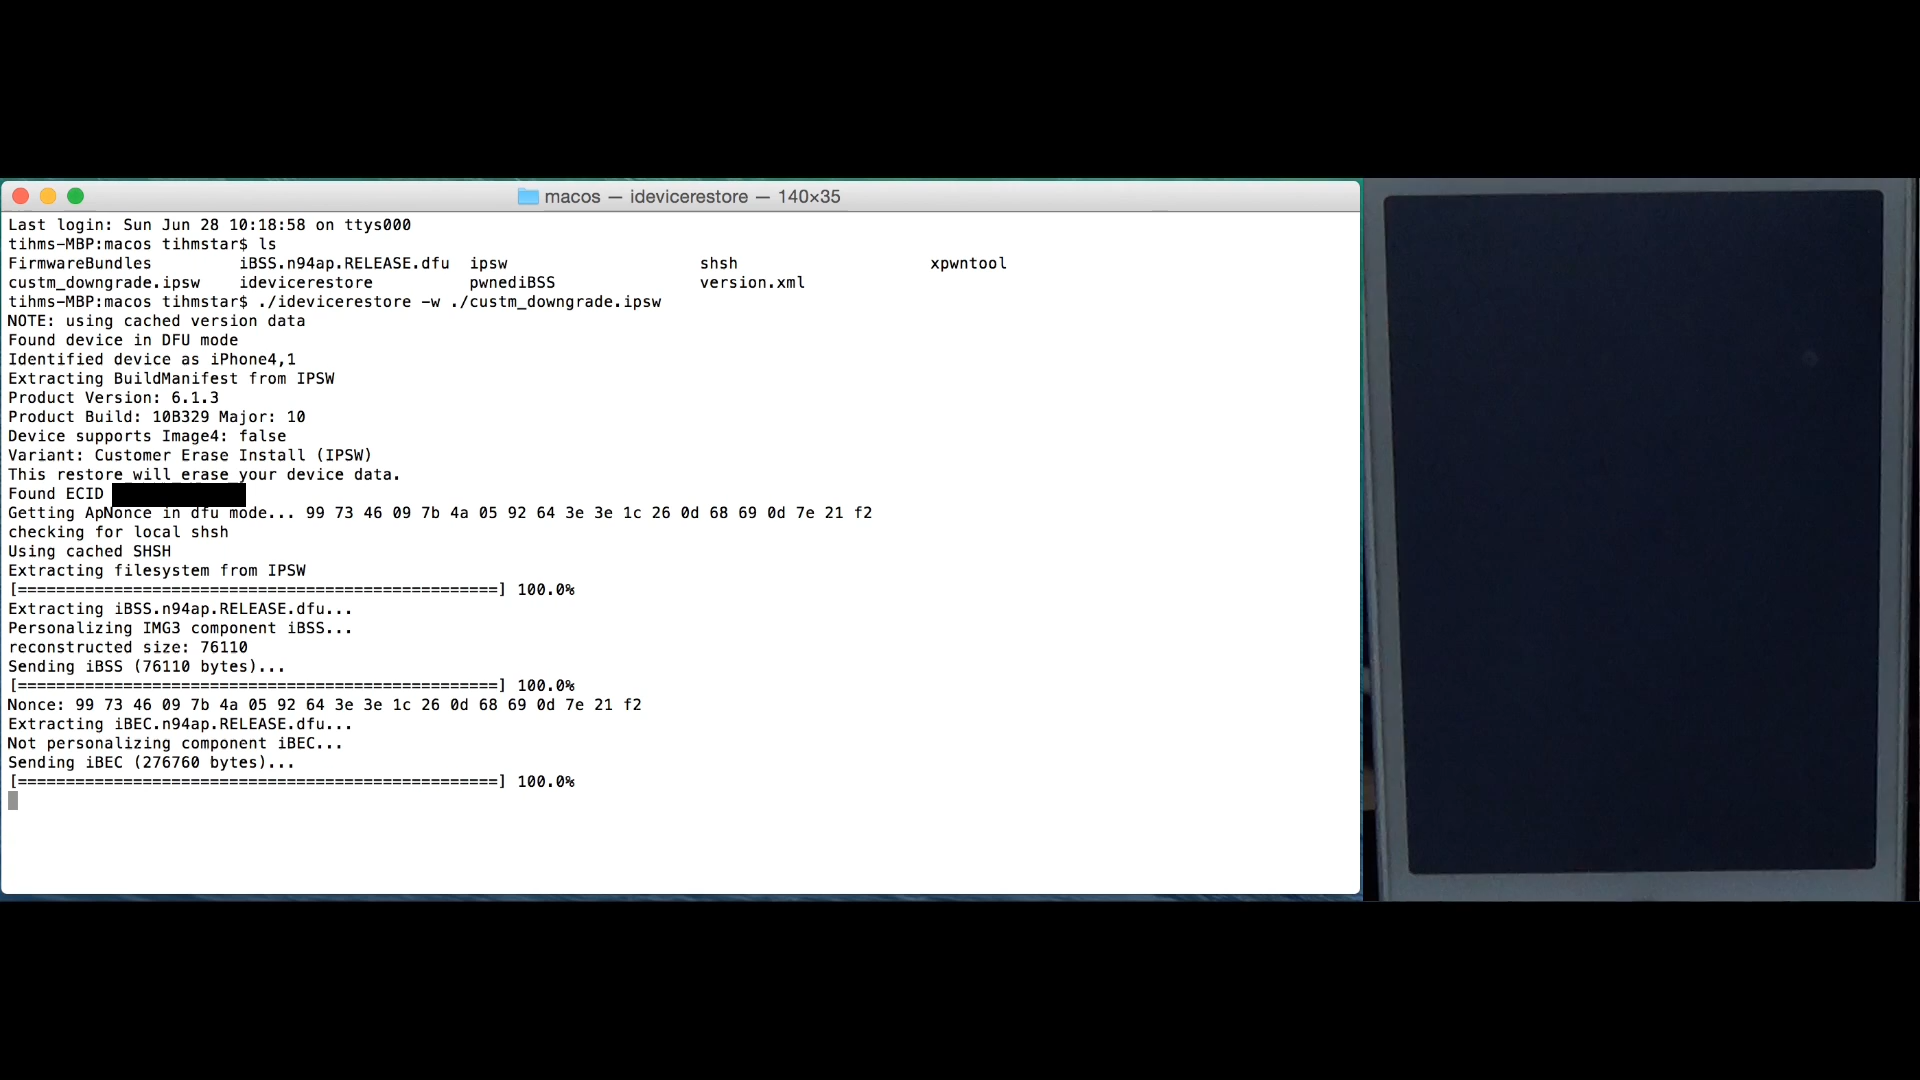 macos — idevicerestore — 140×35
Last login: Sun Jun 28 10:18:58 on ttys000
tihms-MBP:macos tihmstar$ ls
FirmwareBundles iBSS.n94ap.RELEASE.dfu ipsw shsh xpwntool
custm_downgrade.ipsw idevicerestore pwnediBSS version.xml
tihms-MBP:macos tihmstar$ ./idevicerestore -w ./custm_downgrade.ipsw
NOTE: using cached version data
Found device in DFU mode
Identified device as iPhone4,1
Extracting BuildManifest from IPSW
Product Version: 6.1.3
Product Build: 10B329 Major: 10
Device supports Image4: false
Variant: Customer Erase Install (IPSW)
This restore will erase your device data.
Found ECID
Getting ApNonce in dfu mode... 99 73 46 09 7b 4a 05 92 64 3e 3e 1c 26 0d 68 69 0d 7e 21 f2
checking for local shsh
Using cached SHSH
Extracting filesystem from IPSW
[==================================================] 100.0%
Extracting iBSS.n94ap.RELEASE.dfu...
Personalizing IMG3 component iBSS...
reconstructed size: 76110
Sending iBSS (76110 bytes)...
[==================================================] 100.0%
Nonce: 99 73 46 09 7b 4a 05 92 64 3e 3e 1c 26 0d 68 69 0d 7e 21 f2
Extracting iBEC.n94ap.RELEASE.dfu...
Not personalizing component iBEC...
Sending iBEC (276760 bytes)...
[==================================================] 100.0%